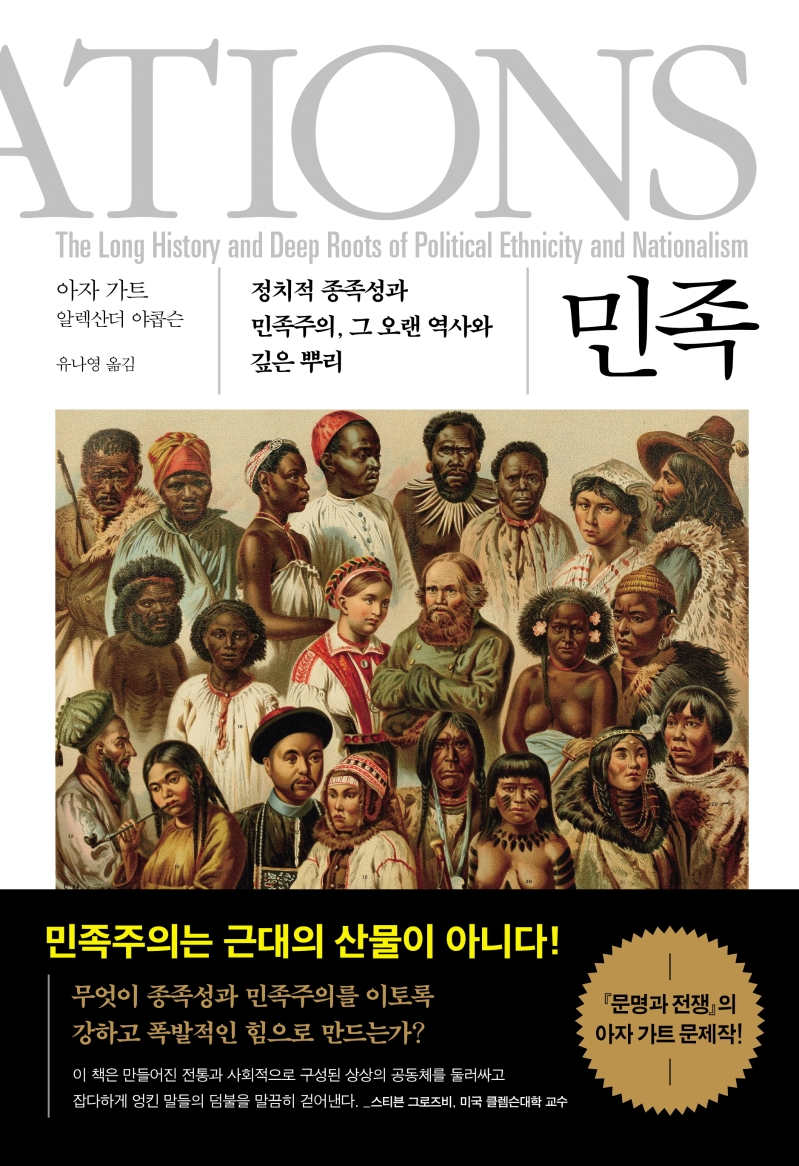 ATIONS
The Long History and Deep Roots of Political Ethnicity and Nationalism
아자 가트
알렉산더 야콥슨
유나영 옮김
정치적 종족성과
민족주의, 그 오랜 역사와
깊은 뿌리
민족
민족주의는 근대의 산물이 아니다!
무엇이 종족성과 민족주의를 이토록
강하고 폭발적인 힘으로 만드는가?
이 책은 만들어진 전통과 사회적으로 구성된 상상의 공동체를 둘러싸고
잡다하게 엉킨 말들의 덤불을 말끔히 걷어낸다. _스티븐 그로즈비, 미국 클렘슨대학 교수
『문명과 전쟁』의
아자 가트 문제작!